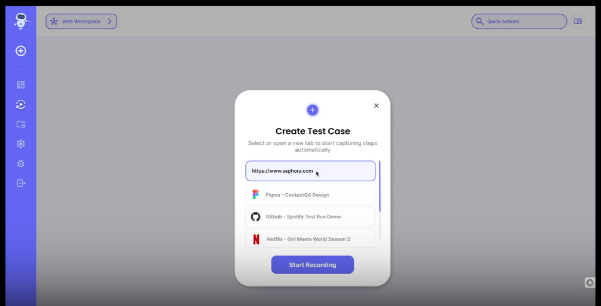 Web Workspace
Quick actions
Create Test Case
Select or open a new tab to start capturing steps
automatically
https://www.sephora.com
Figma - ContextQA Design
Github - Spotify Test Run Demo
Netflix - Girl Meets World Season 2
Start Recording